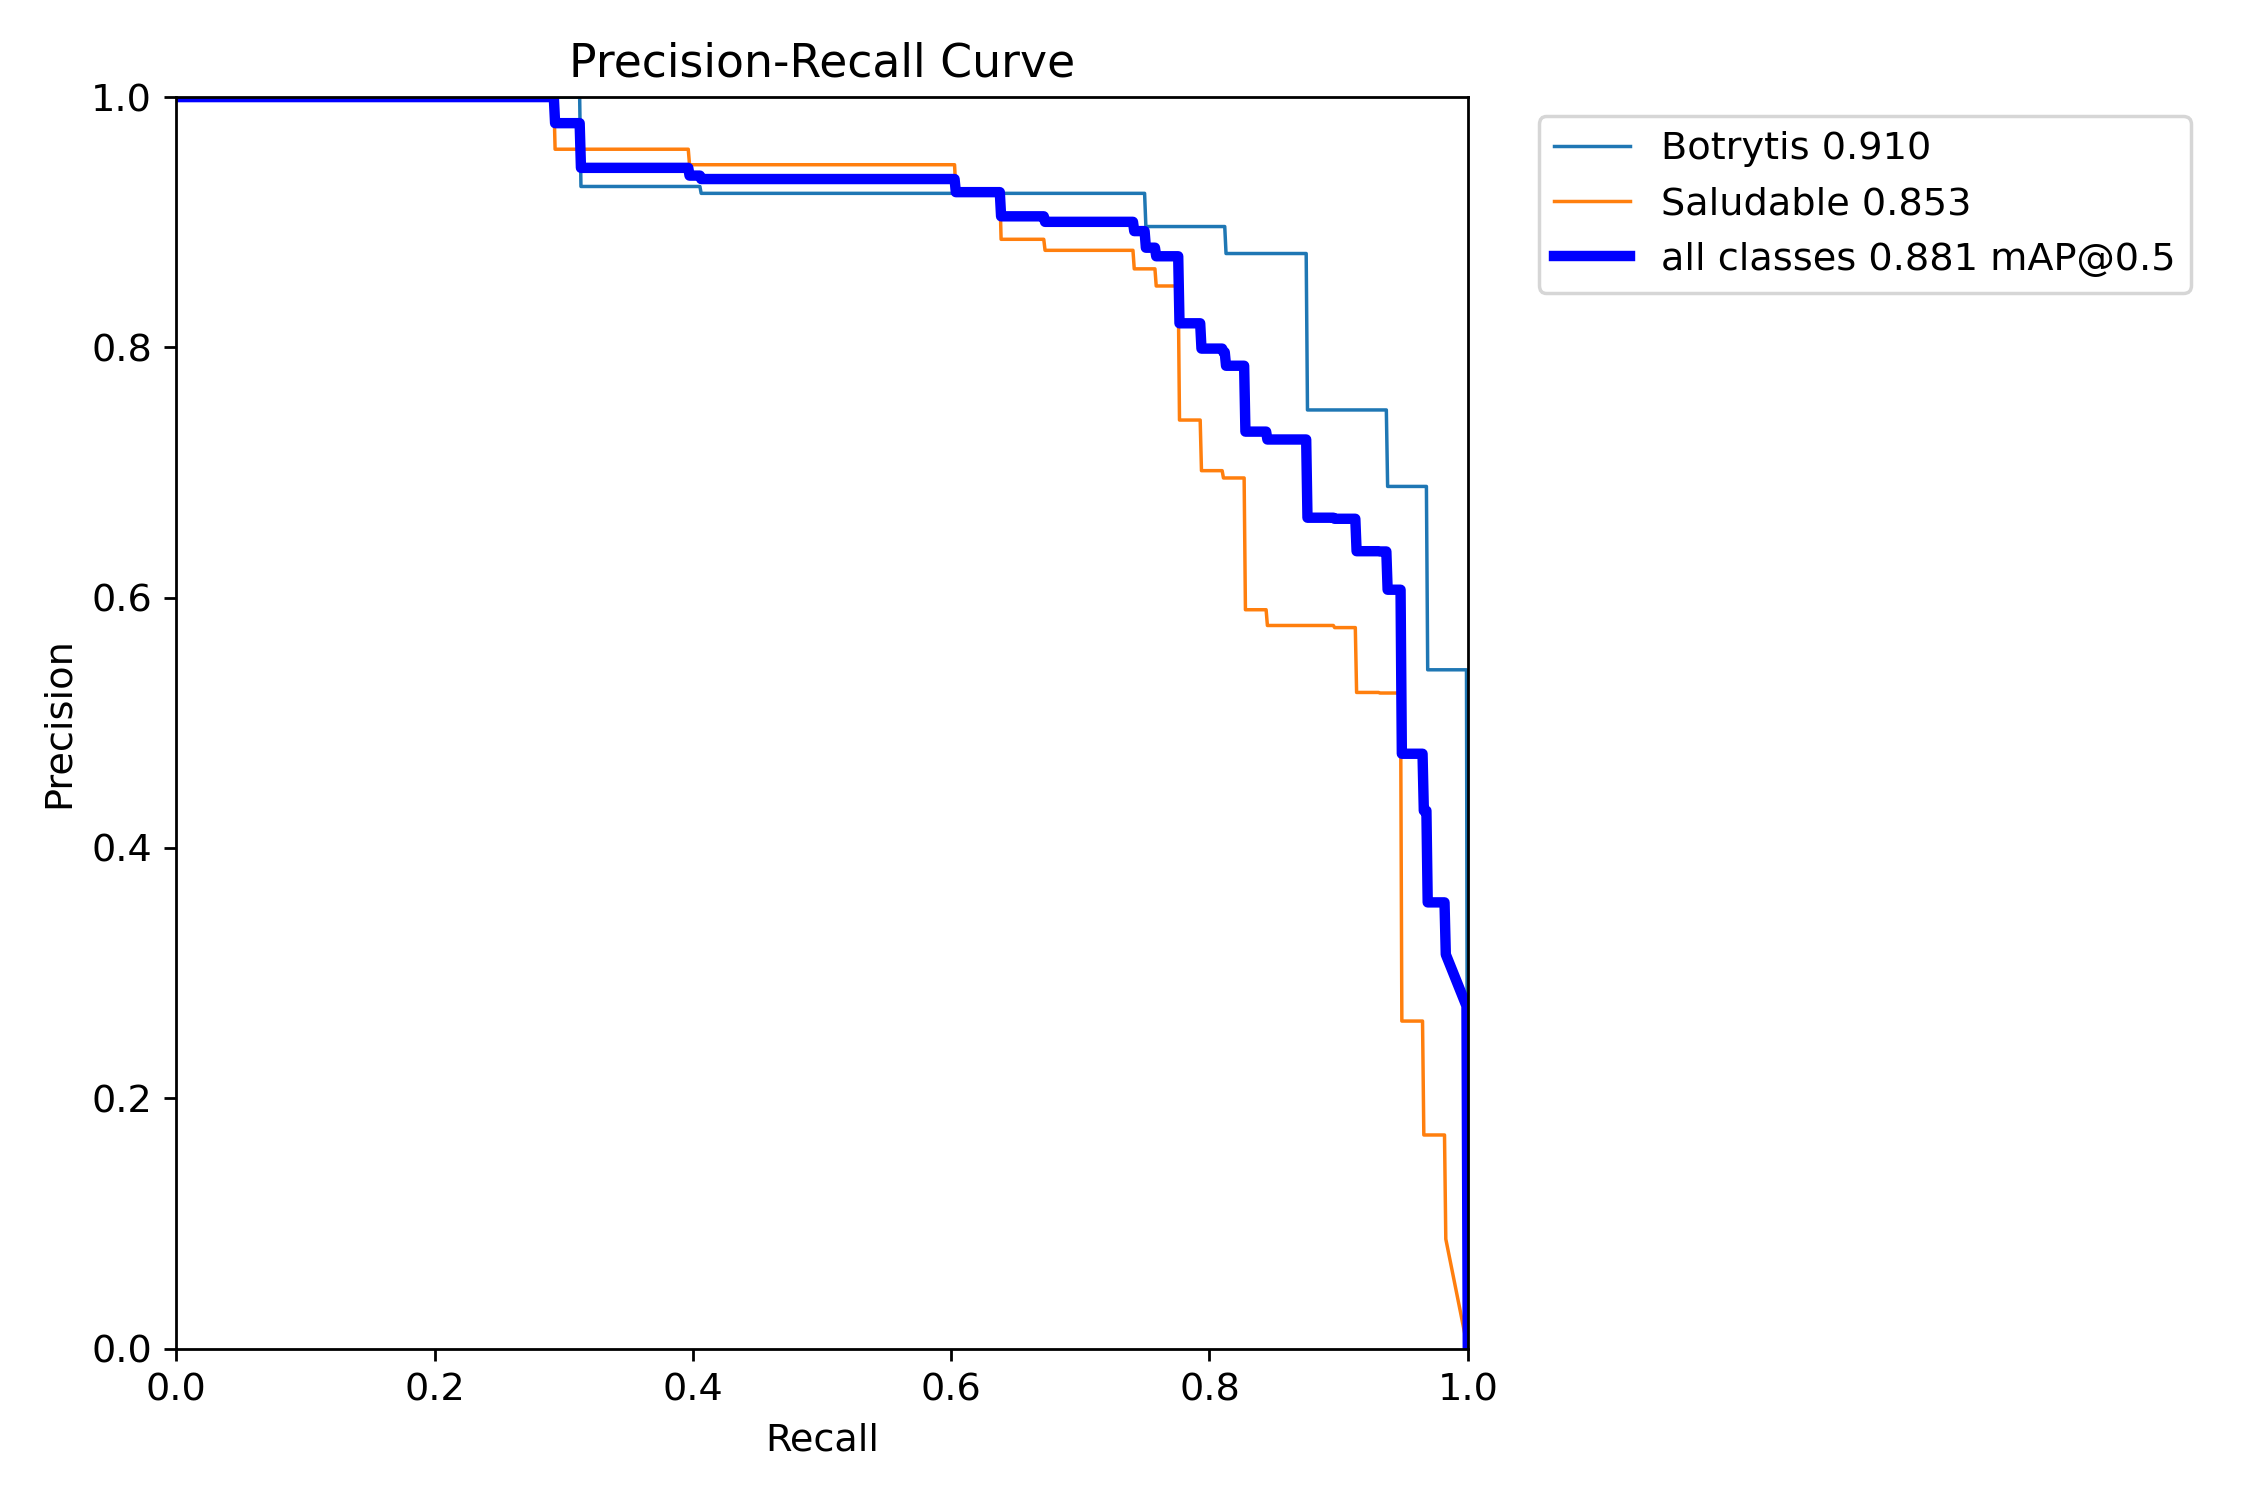 Precision-Recall Curve
1.0
0.8
0.6
0.4
0.2
0.0
Precision
0.0 0.2 0.4 0.6 0.8 1.0
Recall
Botrytis 0.910
Saludable 0.853
all classes 0.881 mAP@0.5